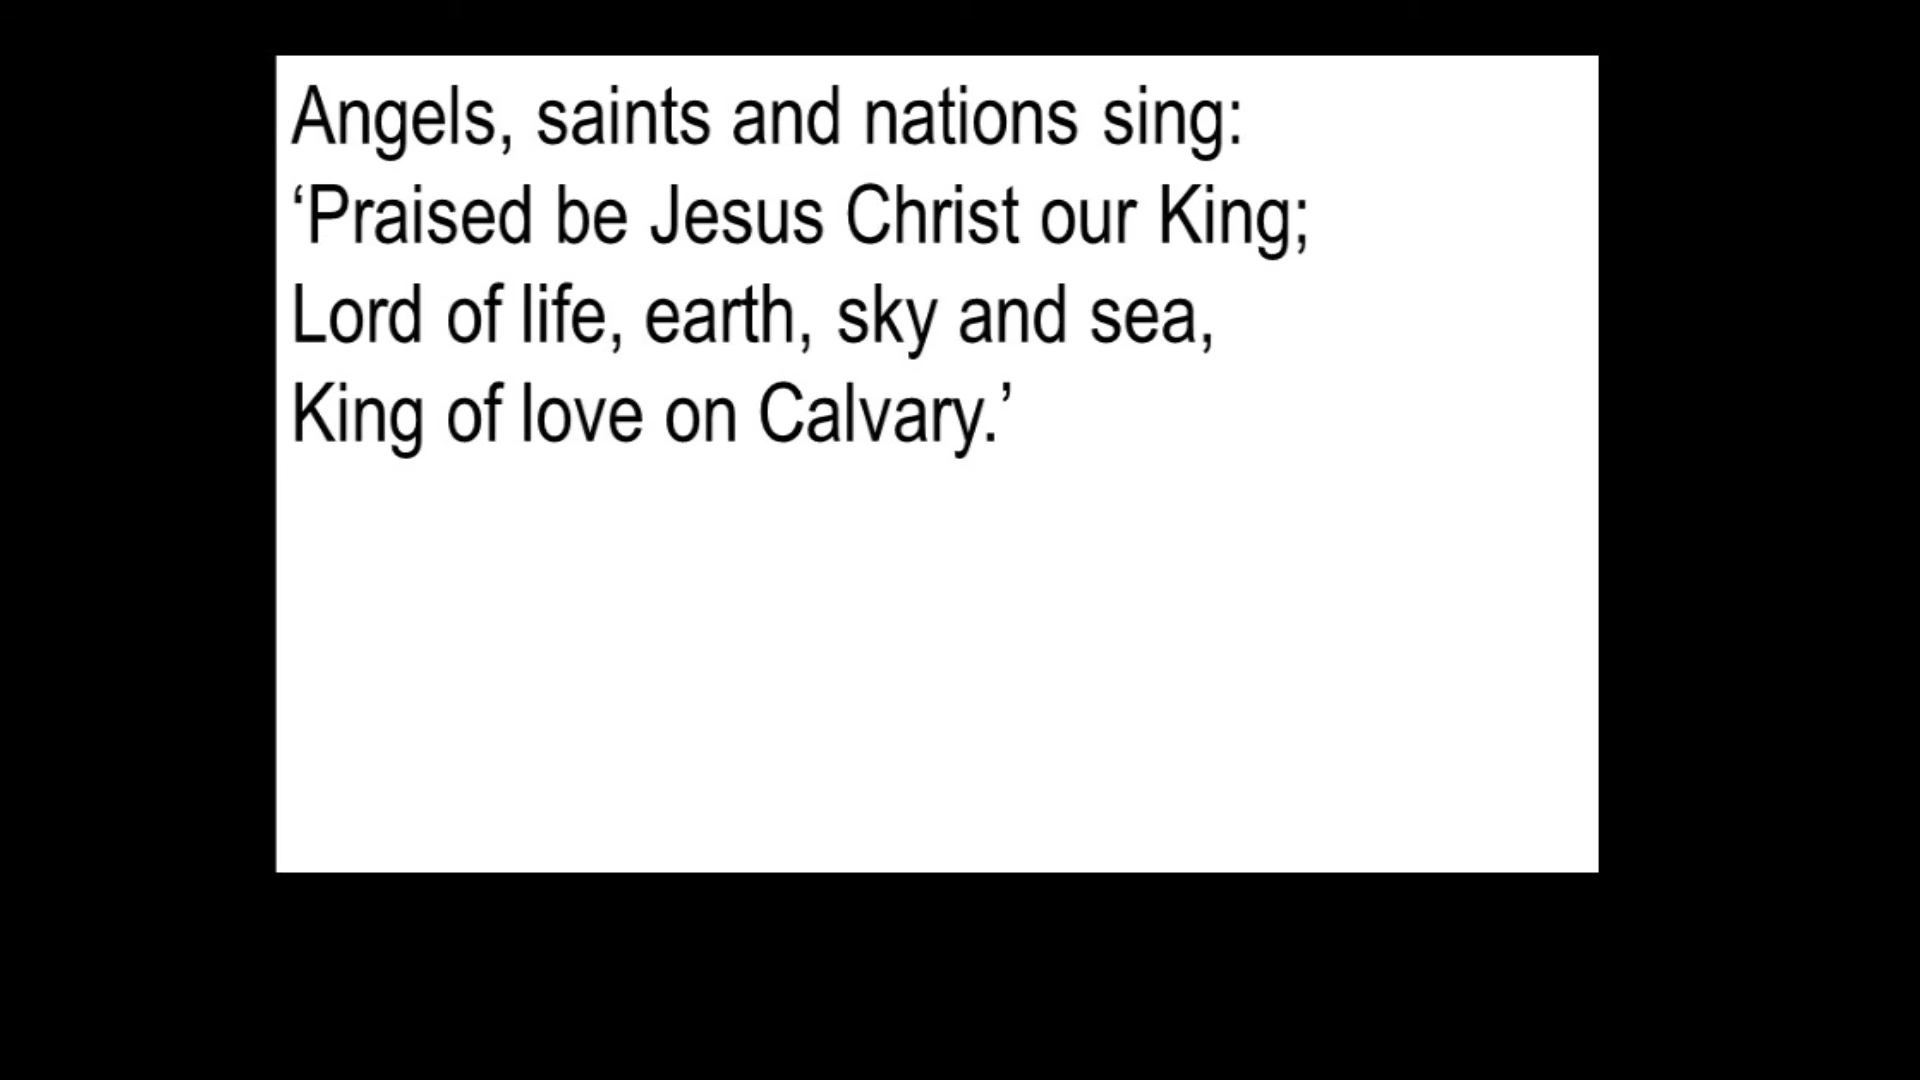 Angels, saints and nations sing:
‘Praised be Jesus Christ our King;
Lord of life, earth, sky and sea,
King of love on Calvary.’